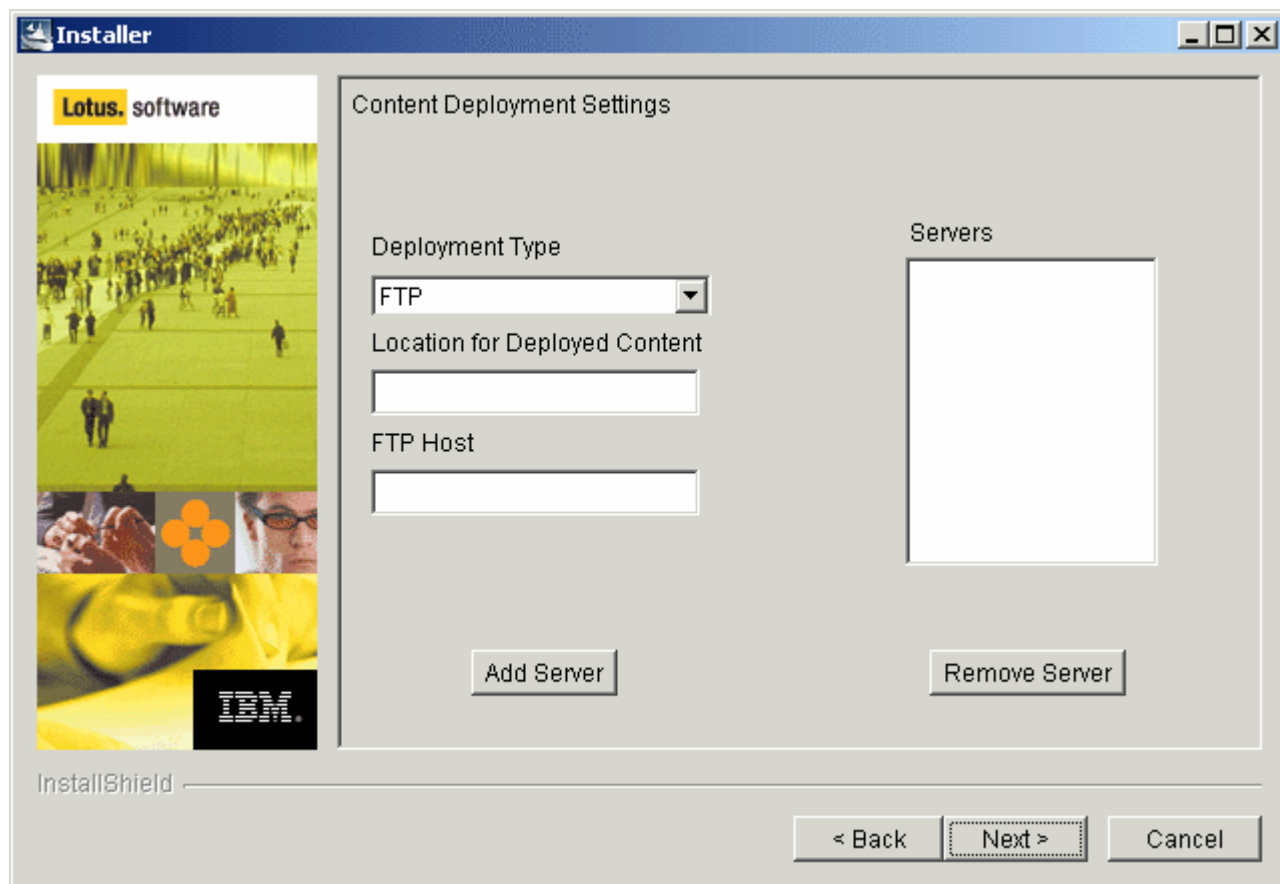 Installer
Lotus. software
Content Deployment Settings
Deployment Type
FTP
Location for Deployed Content
FTP Host
Servers
Add Server
Remove Server
IBM.
InstallShield
< Back
Next >
Cancel